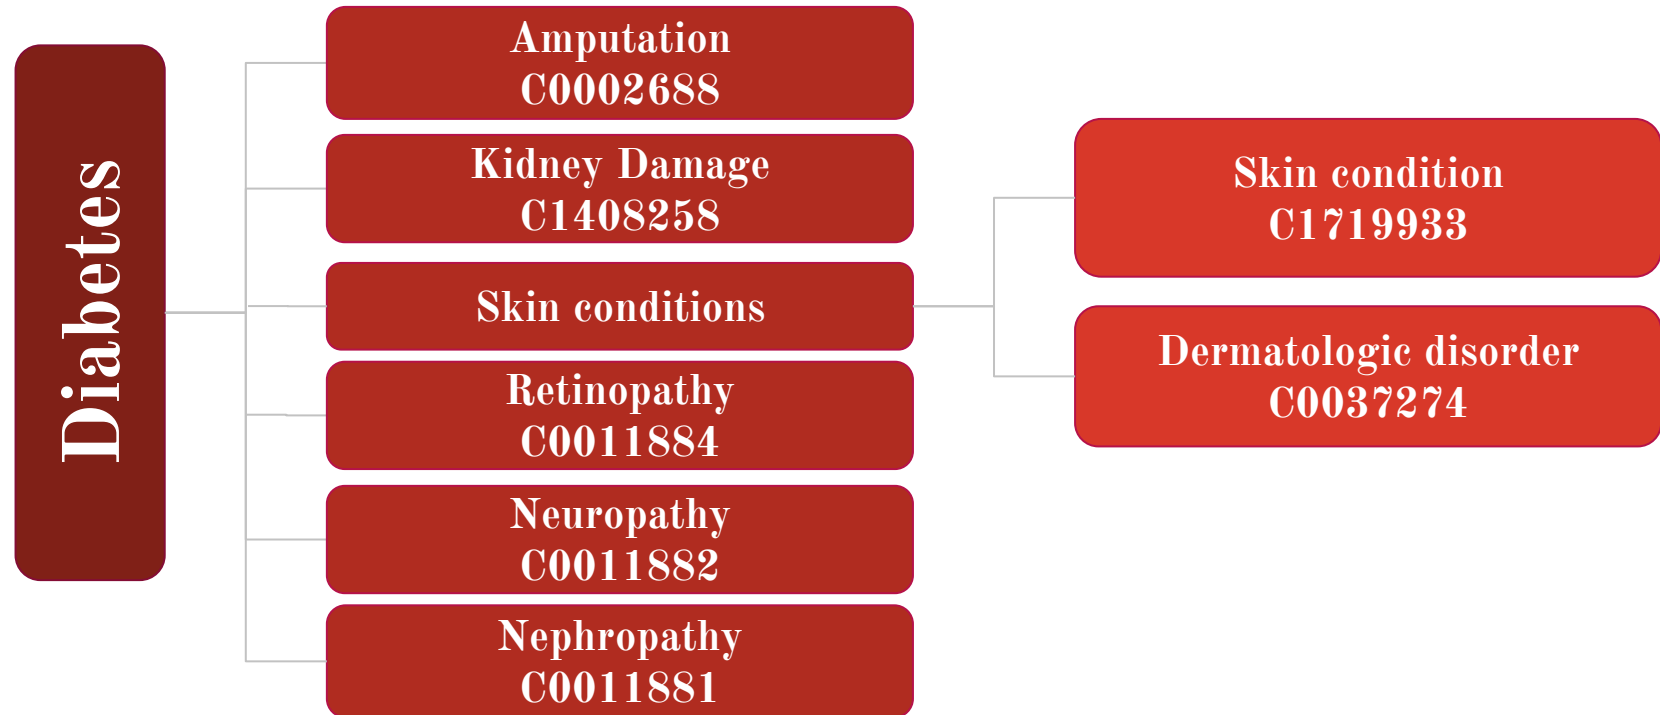 Diabetes
Amputation
C0002688
Kidney Damage
C1408258
Skin conditions
Retinopathy
C0011884
Neuropathy
C0011882
Nephropathy
C0011881
Skin condition
C1719933
Dermatologic disorder
C0037274